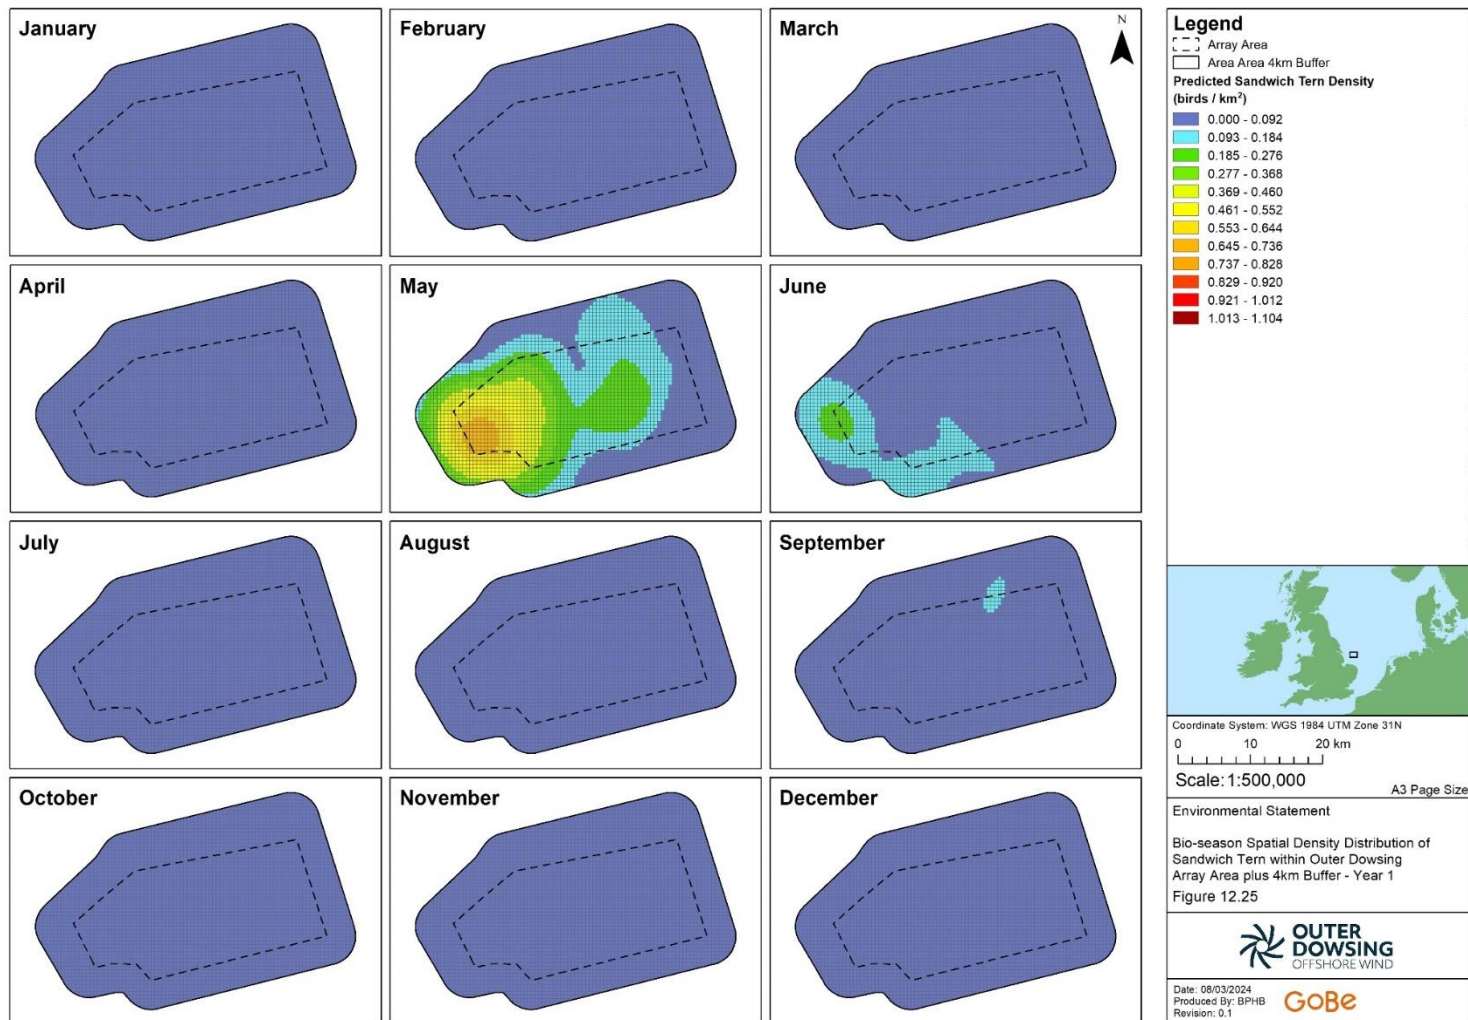 January
February
March
N
April
May
June
July
August
September
October
November
December
Legend
Array Area
Area Area 4km Buffer
Predicted Sandwich Tern Density
(birds / km²)
0.000 - 0.092
0.093 - 0.184
0.185 - 0.276
0.277 - 0.368
0.369 - 0.460
0.461 - 0.552
0.553 - 0.644
0.645 - 0.736
0.737 - 0.828
0.829 - 0.920
0.921 - 1.012
1.013 - 1.104
Coordinate System: WGS 1984 UTM Zone 31N
0 10 20 km
Scale: 1:500,000
A3 Page Size
Environmental Statement
Bio-season Spatial Density Distribution of
Sandwich Tern within Outer Dowsing
Array Area plus 4km Buffer - Year 1
Figure 12.25
OUTER
DOWSING
OFFSHORE WIND
Date: 08/03/2024
Produced By: BPHB
Revision: 0.1
GoBe